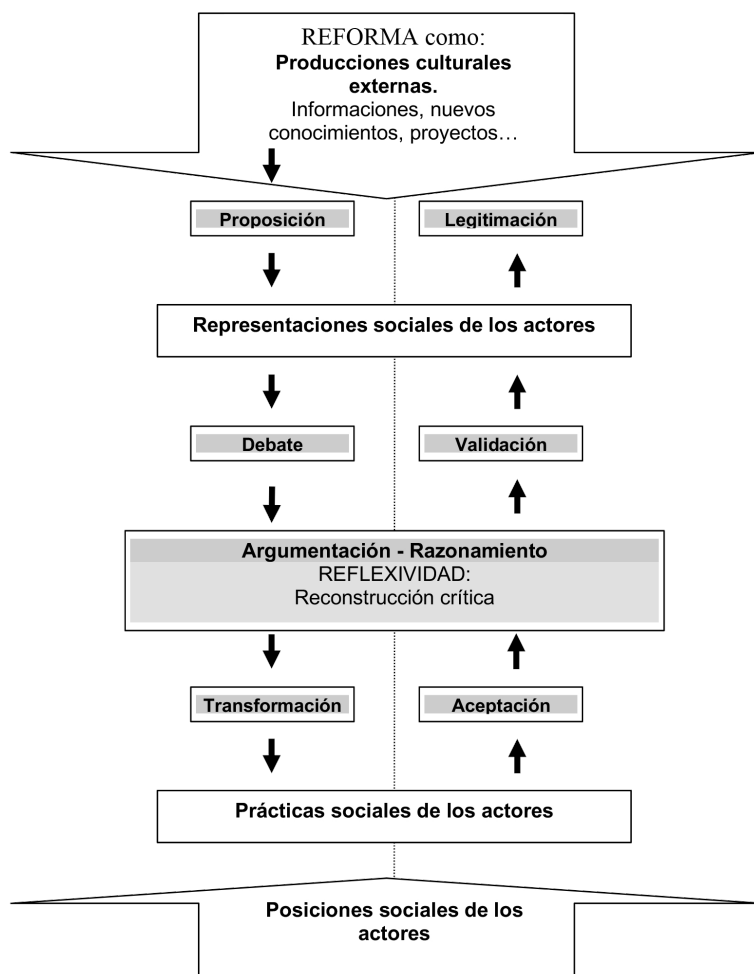 REFORMA como:
Producciones culturales
externas.
Informaciones, nuevos
conocimientos, proyectos…
Proposición
Legitimación
Representaciones sociales de los actores
Debate
Validación
Argumentación - Razonamiento
REFLEXIVIDAD:
Reconstrucción crítica
Transformación
Aceptación
Prácticas sociales de los actores
Posiciones sociales de los
actores